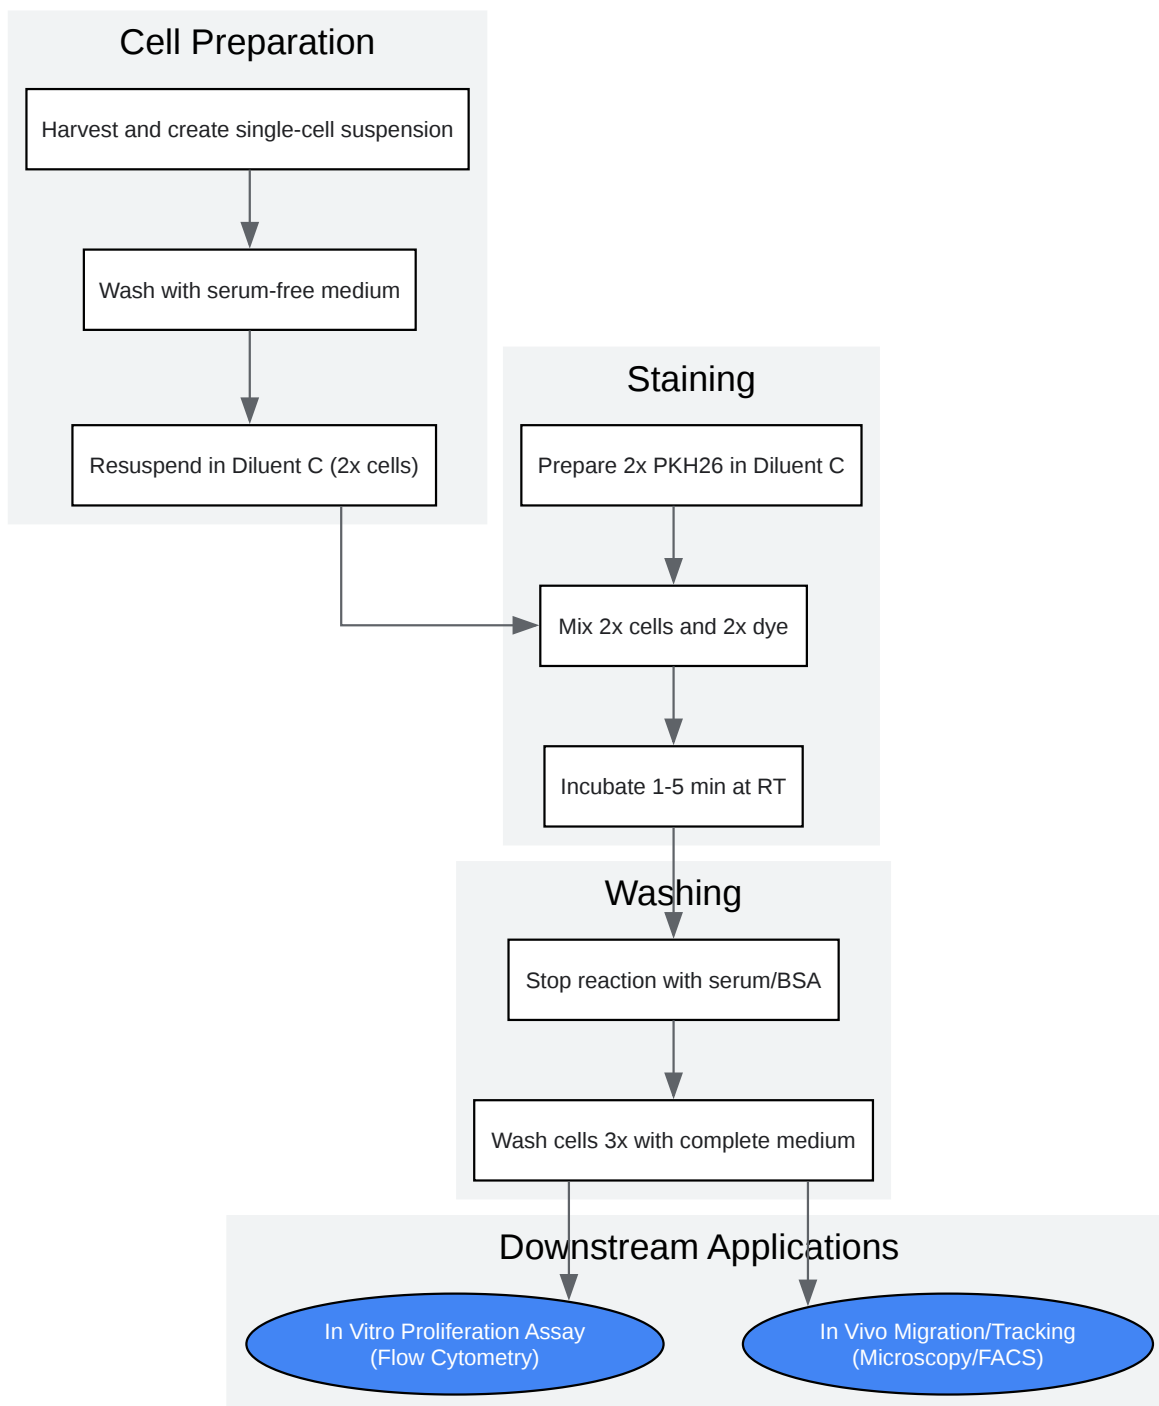 Cell Preparation
Harvest and create single-cell suspension
Wash with serum-free medium
Resuspend in Diluent C (2x cells)
Staining
Prepare 2x PKH26 in Diluent C
Mix 2x cells and 2x dye
Incubate 1-5 min at RT
Washing
Stop reaction with serum/BSA
Wash cells 3x with complete medium
Downstream Applications
In Vitro Proliferation Assay
(Flow Cytometry)
In Vivo Migration/Tracking
(Microscopy/FACS)